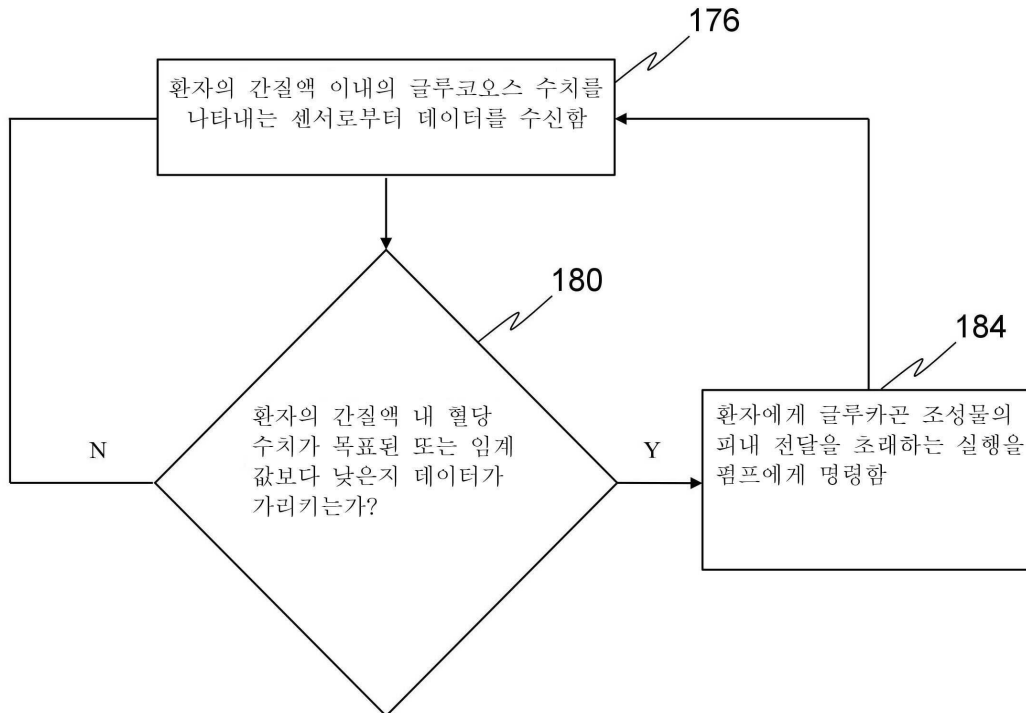 176
환자의 간질액 이내의 글루코오스 수치를
나타내는 센서로부터 데이터를 수신함
180
환자의 간질액 내 혈당
수치가 목표된 또는 임계
값보다 낮은지 데이터가
가리키는가?
N
Y
184
환자에게 글루카곤 조성물의
피내 전달을 초래하는 실행을
펌프에게 명령함